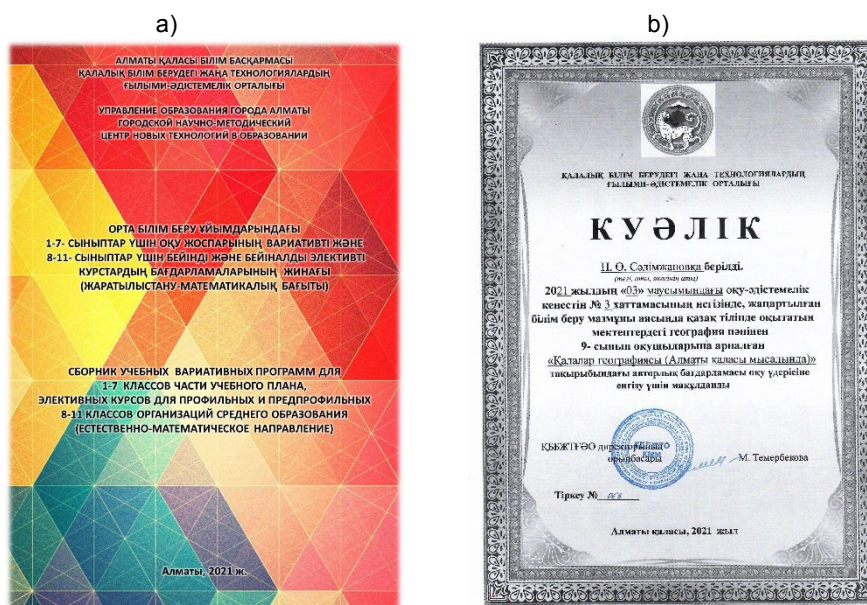 a)
АЛМАТЫ ҚАЛАСЫ БІЛІМ БАСҚАРМАСЫ
ҚАЛАЛЫҚ БІЛІМ БЕРУДЕГІ ЖАҢА ТЕХНОЛОГИЯЛАРДЫҢ
ҒЫЛЫМИ-ӘДІСТЕМЕЛІК ОРТАЛЫҒЫ
УПРАВЛЕНИЕ ОБРАЗОВАНИЯ ГОРОДА АЛМАТЫ
ГОРОДСКОЙ НАУЧНО-МЕТОДИЧЕСКИЙ
ЦЕНТР НОВЫХ ТЕХНОЛОГИЙ В ОБРАЗОВАНИИ
ОРТА БІЛІМ БЕРУ ҰЙЫМДАРЫНДАҒЫ
1-7- СЫНЫПТАР ҮШІН ОҚУ ЖОСПАРЫНЫҢ ВАРИАТИВТІ ЖӘНЕ
8-11- СЫНЫПТАР ҮШІН БЕЙІНДІ ЖӘНЕ БЕЙІНАЛДЫ ЭЛЕКТИВТІ
КУРСТАРДЫҢ БАҒДАРЛАМАЛАРЫНЫҢ ЖИНАҒЫ
(ЖАРАТЫЛЫСТАНУ-МАТЕМАТИКАЛЫҚ БАҒЫТЫ)
СБОРНИК УЧЕБНЫХ ВАРИАТИВНЫХ ПРОГРАММ ДЛЯ
1-7 КЛАССОВ ЧАСТИ УЧЕБНОГО ПЛАНА,
ЭЛЕКТИВНЫХ КУРСОВ ДЛЯ ПРОФИЛЬНЫХ И ПРЕДПРОФИЛЬНЫХ
8-11 КЛАССОВ ОРГАНИЗАЦИЙ СРЕДНЕГО ОБРАЗОВАНИЯ
(ЕСТЕСТВЕННО-МАТЕМАТИЧЕСКОЕ НАПРАВЛЕНИЕ)
Алматы, 2021 ж.
b)
ҚАЛАЛЫҚ БІЛІМ БЕРУДЕГІ ЖАҢА ТЕХНОЛОГИЯЛАРДЫҢ
ҒЫЛЫМИ-ӘДІСТЕМЕЛІК ОРТАЛЫҒЫ
КУӘЛІК
Сәлімжановқа берілді.
(тегі, аты, әкесінің аты)
2021 жылдың «03» маусымындағы оқу-әдістемелік
кеңестің № 3 хаттамасының негізінде, жаңартылған
білім беру мазмұны аясында қазақ тілінде оқытатын
мектептердегі география пәнінен
9- сынып оқушыларына арналған
«Қалалар географиясы (Алматы қаласы мысалында)»
тақырыбындағы авторлық бағдарламасы оқу үдерісіне
енгізу үшін мақұлданды
ҚББЖТҒӘО директорының
орынбасары М. Темербекова
Тіркеу №
Алматы қаласы, 2021 жыл